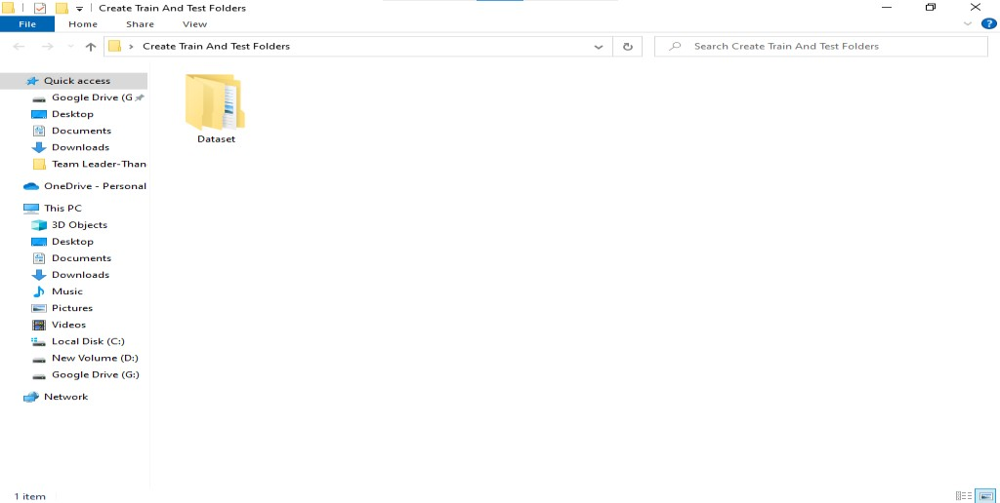 Create Train And Test Folders
File Home Share View
Create Train And Test Folders
Search Create Train And Test Folders
Quick access
Google Drive (G
Desktop
Documents
Downloads
Team Leader-Than
OneDrive - Personal
This PC
3D Objects
Desktop
Documents
Downloads
Music
Pictures
Videos
Local Disk (C:)
New Volume (D:)
Google Drive (G:)
Network
Dataset
1 item